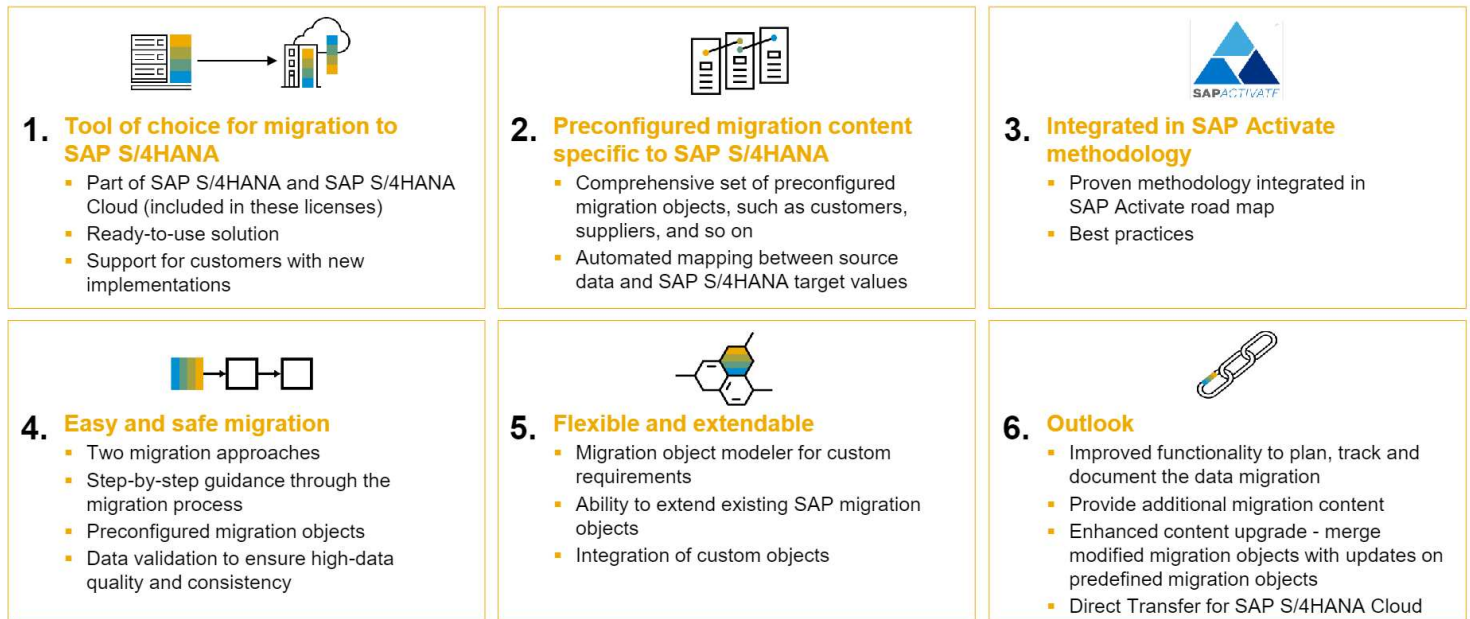 1. Tool of choice for migration to
SAP S/4HANA
▪ Part of SAP S/4HANA and SAP S/4HANA
Cloud (included in these licenses)
▪ Ready-to-use solution
▪ Support for customers with new
implementations
2. Preconfigured migration content
specific to SAP S/4HANA
▪ Comprehensive set of preconfigured
migration objects, such as customers,
suppliers, and so on
▪ Automated mapping between source
data and SAP S/4HANA target values
SAPACTIVATE
3. Integrated in SAP Activate
methodology
▪ Proven methodology integrated in
SAP Activate road map
▪ Best practices
4. Easy and safe migration
▪ Two migration approaches
▪ Step-by-step guidance through the
migration process
▪ Preconfigured migration objects
▪ Data validation to ensure high-data
quality and consistency
5. Flexible and extendable
▪ Migration object modeler for custom
requirements
▪ Ability to extend existing SAP migration
objects
▪ Integration of custom objects
6. Outlook
▪ Improved functionality to plan, track and
document the data migration
▪ Provide additional migration content
▪ Enhanced content upgrade - merge
modified migration objects with updates on
predefined migration objects
▪ Direct Transfer for SAP S/4HANA Cloud